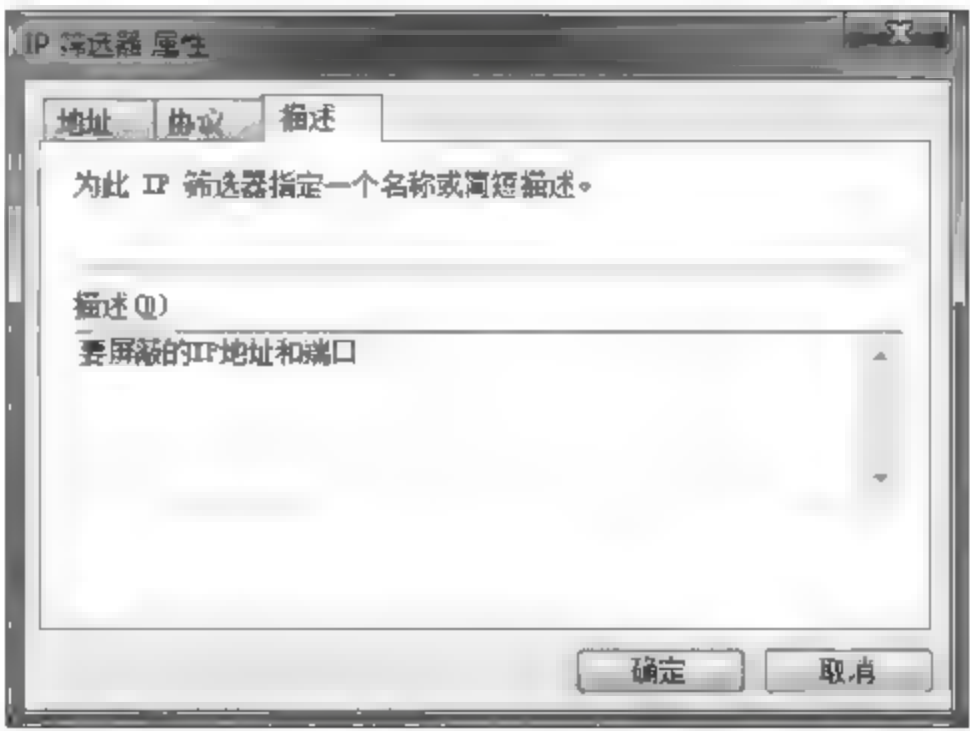 IP 筛选器 属性
地址 协议 描述
为此 IP 筛选器指定一个名称或简短描述。
描述(I)
要屏蔽的IP地址和端口
确定 取消